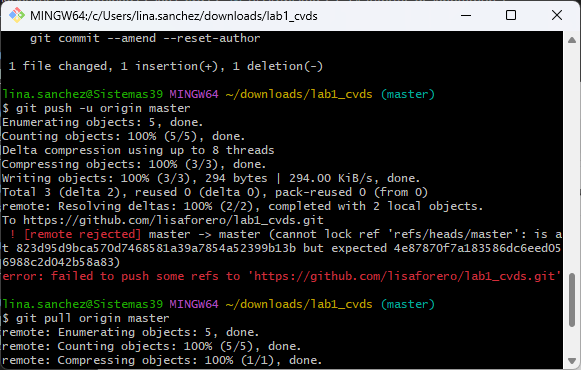 MINGW64:/c/Users/lina.sanchez/downloads/lab1_cvds
git commit --amend --reset-author
1 file changed, 1 insertion(+), 1 deletion(-)
lina.sanchez@Sistemas39 MINGW64 ~/downloads/lab1_cvds (master)
$ git push -u origin master
Enumerating objects: 5, done.
Counting objects: 100% (5/5), done.
Delta compression using up to 8 threads
Compressing objects: 100% (3/3), done.
Writing objects: 100% (3/3), 294 bytes | 294.00 KiB/s, done.
Total 3 (delta 2), reused 0 (delta 0), pack-reused 0 (from 0)
remote: Resolving deltas: 100% (2/2), completed with 2 local objects.
To https://github.com/lisaforero/lab1_cvds.git
! [remote rejected] master -> master (cannot lock ref 'refs/heads/master': is a
t 823d95d9bca570d7468581a39a7854a52399b13b but expected 4e87870f7a183586dc6eed05
6988c2d042b58a83)
error: failed to push some refs to 'https://github.com/lisaforero/lab1_cvds.git'
lina.sanchez@Sistemas39 MINGW64 ~/downloads/lab1_cvds (master)
$ git pull origin master
remote: Enumerating objects: 5, done.
remote: Counting objects: 100% (5/5), done.
remote: Compressing objects: 100% (1/1), done.